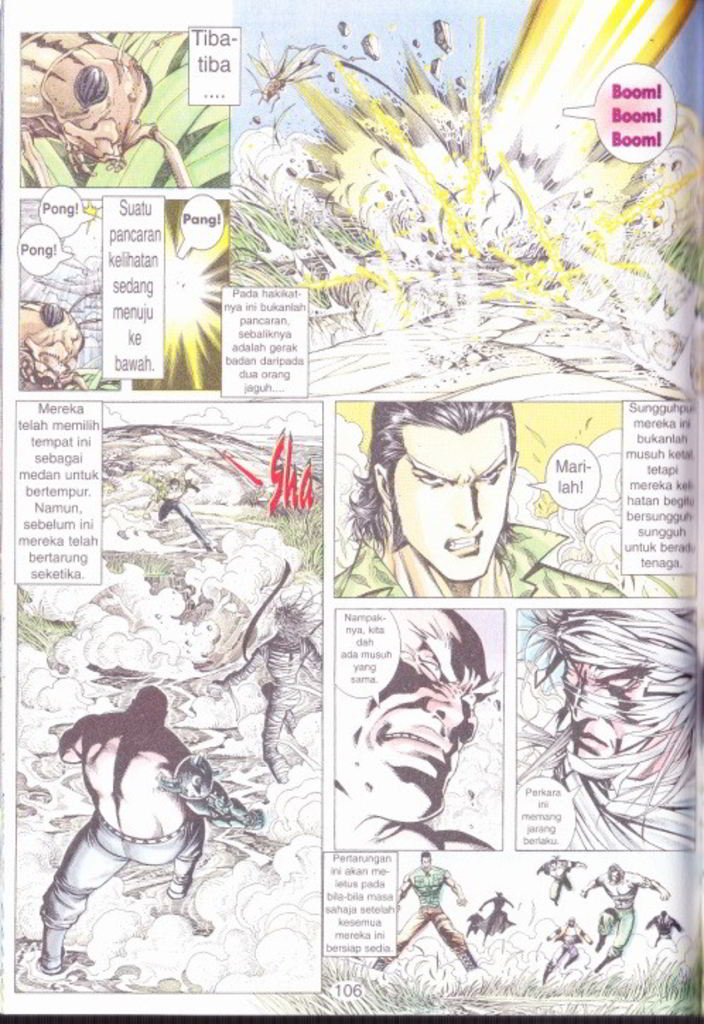 Tiba-
tiba
....
Boom!
Boom!
Boom!
Pong!
Pong!
Suatu
pancaran
kelihatan
sedang
menuju
ke
bawah.
Pang!
Pada hakikat-
nya ini bukanlah
pancaran,
sebaliknya
adalah gerak
badan daripada
dua orang
jaguh....
Mereka
telah memilih
tempat ini
sebagai
medan untuk
bertempur.
Namun,
sebelum ini
mereka telah
bertarung
seketika.
Sha
Mari-
lah!
Sungguhpu
mereka ini
bukanlah
musuh keta
tetapi
mereka keli
hatan begitu
bersungguh-
sungguh
untuk beradu
tenaga.
Nampak-
nya, kita
dah
ada musuh
yang
sama.
Perkara
ini
memang
jarang
berlaku.
Pertarungan
ini akan me-
letus pada
bila-bila masa
sahaja setelah
kesemua
mereka ini
bersiap sedia.
106